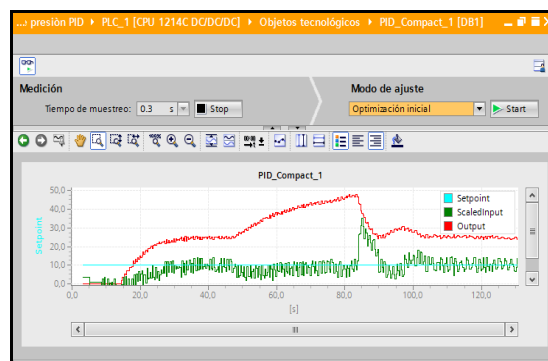 ...: presión PID ▸ PLC_1 [CPU 1214C DC/DC/DC] ▸ Objetos tecnológicos ▸ PID_Compact_1 [DB1]
Medición
Modo de ajuste
Tiempo de muestreo: 0.3 s
Stop
Optimización inicial
Start
PID_Compact_1
Setpoint
ScaledInput
Output
50,0
40,0
30,0
20,0
10,0
0,0
Setpoint
0,0 20,0 40,0 60,0 80,0 100,0 120,0
[s]